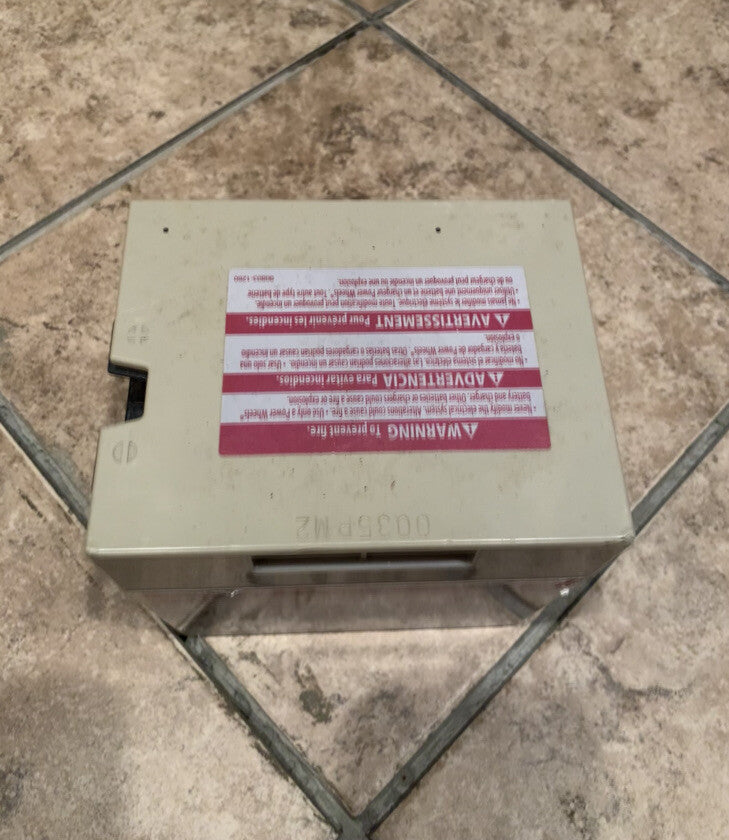 ⚠WARNING To prevent fire.
• Never modify the electrical system. Alterations could cause a fire. • Use only a Power Wheels®
battery and charger. Other batteries or chargers could cause a fire or explosion.
⚠ADVERTENCIA Para evitar incendios.
• No modificar el sistema eléctrico. Las alteraciones podrían causar un incendio. • Usar solo una
batería y cargador de Power Wheels. Otras baterías o cargadores podrían causar un incendio
o explosión.
⚠AVERTISSEMENT Pour prévenir les incendies.
• Ne jamais modifier le système électrique. Toute modification peut provoquer un incendie.
• Utiliser uniquement une batterie et un chargeur Power Wheels®. Tout autre type de batterie
ou de chargeur peut provoquer un incendie ou une explosion.
00803-1280
0035PM2